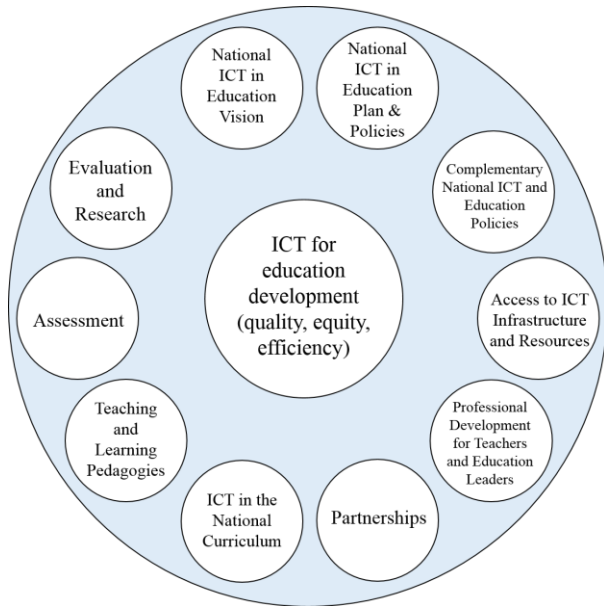 National
ICT in
Education
Vision
National
ICT in
Education
Plan &
Policies
Complementary
National ICT and
Education
Policies
Access to ICT
Infrastructure
and Resources
Professional
Development
for Teachers
and Education
Leaders
Partnerships
ICT in the
National
Curriculum
Teaching
and
Learning
Pedagogies
Assessment
Evaluation
and
Research
ICT for
education
development
(quality, equity,
efficiency)